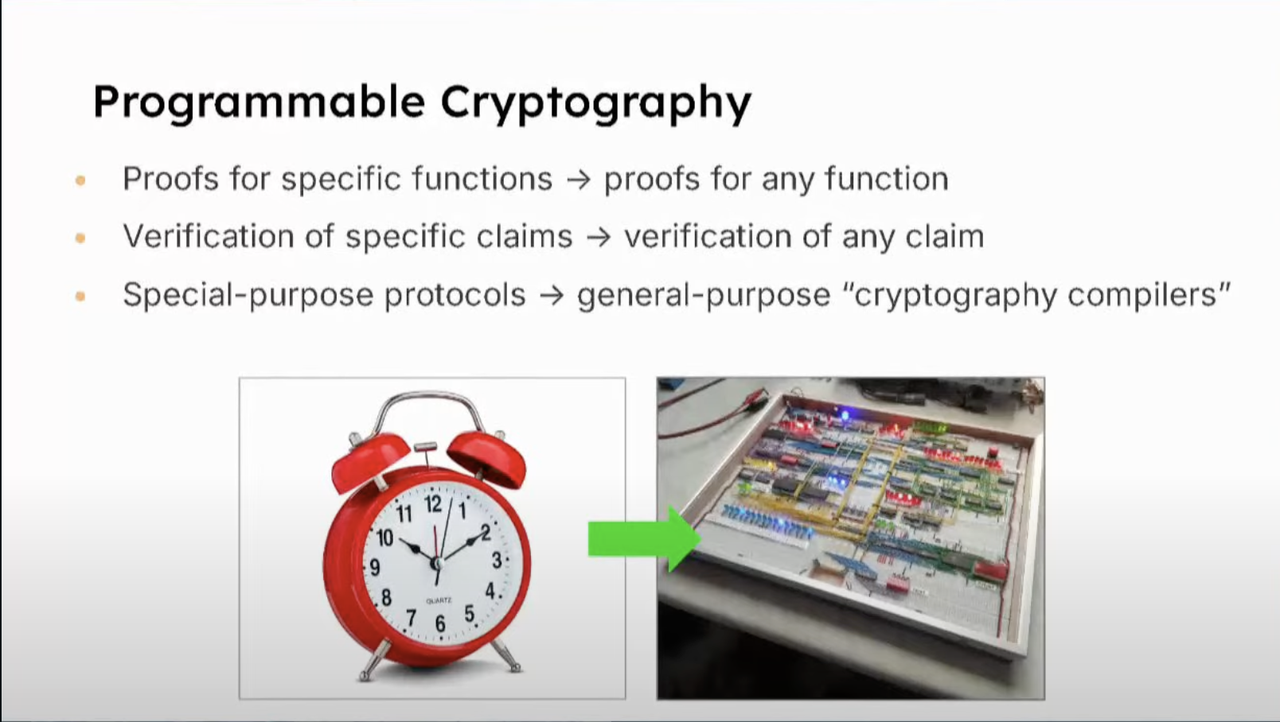 Programmable Cryptography
Proofs for specific functions → proofs for any function
Verification of specific claims → verification of any claim
Special-purpose protocols → general-purpose “cryptography compilers”
12
1
2
3
4
5
6
7
8
9
10
11
QUARTZ